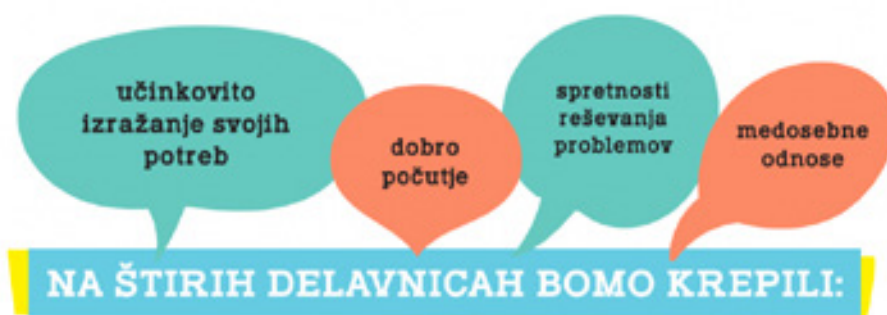 učinkovito
izražanje svojih
potreb
dobro
počutje
spretnosti
reševanja
problemov
medosebne
odnose
NA ŠTIRIH DELAVNICAH BOMO KREPILI: